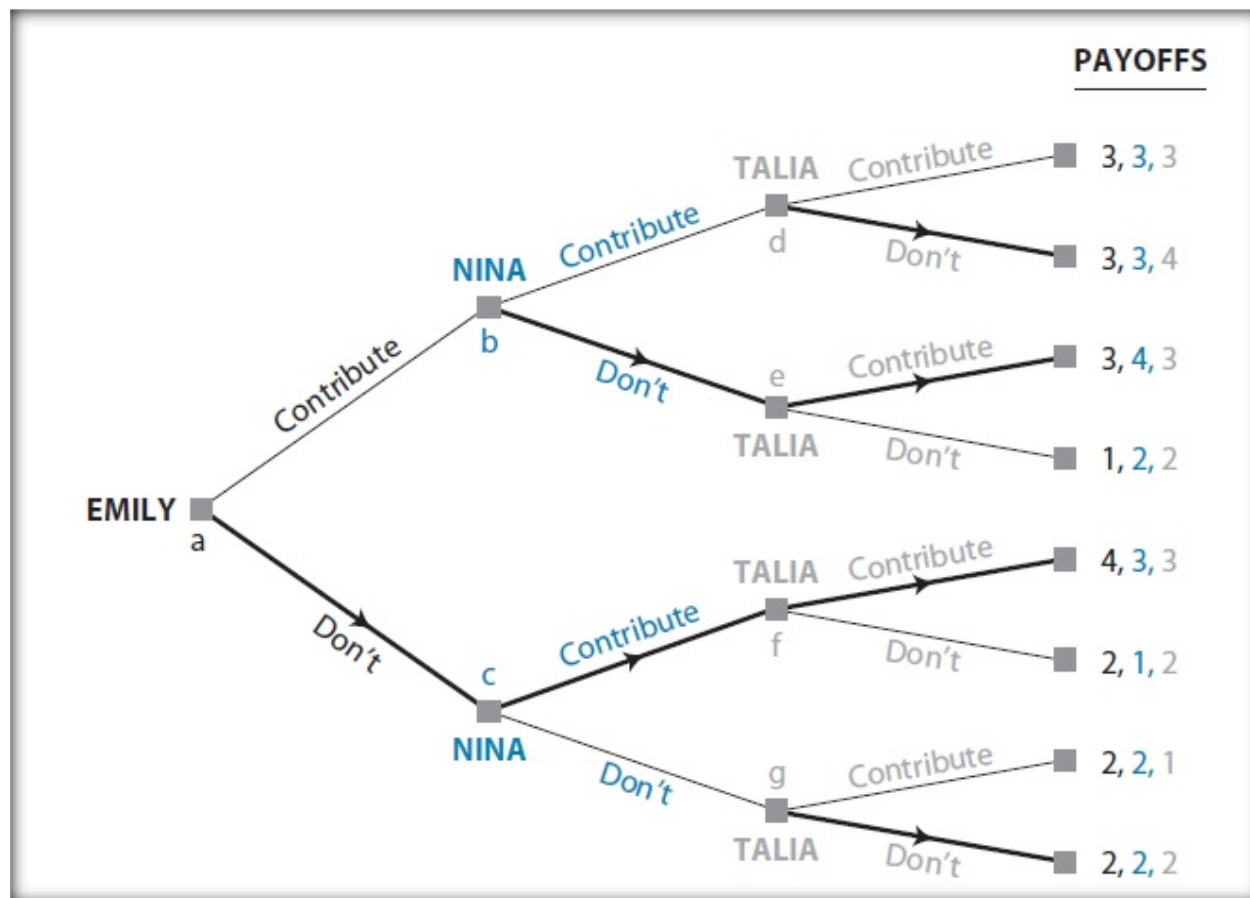 PAYOFFS
TALIA
Contribute
3, 3, 3
d
Don't
3, 3, 4
NINA
Contribute
b
Don't
e
Contribute
3, 4, 3
TALIA
Don't
1, 2, 2
Contribute
EMILY
a
Don't
TALIA
Contribute
4, 3, 3
f
Don't
2, 1, 2
c
Contribute
NINA
Don't
g
Contribute
2, 2, 1
TALIA
Don't
2, 2, 2